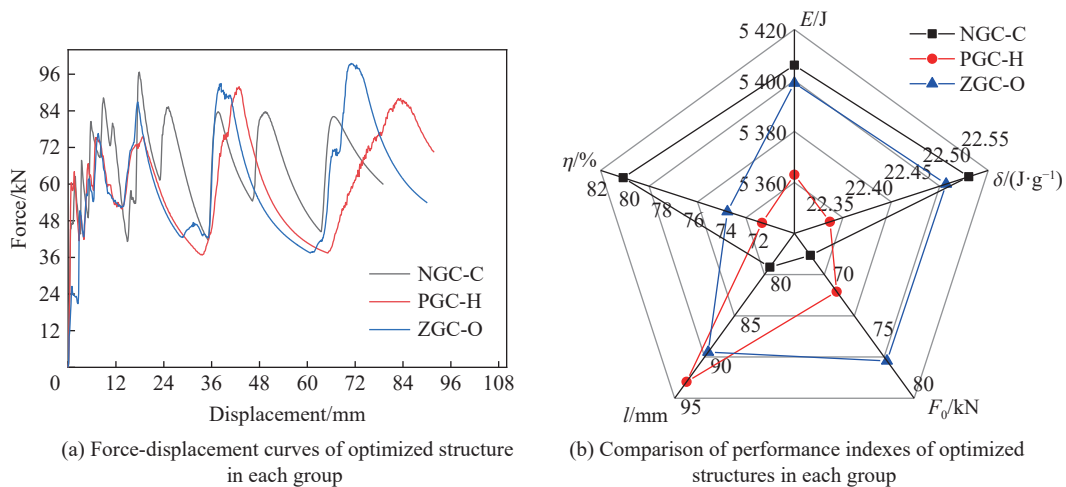 96
84
72
60
48
36
24
12
0
Force/kN
0
12
24
36
48
60
72
84
96
108
Displacement/mm
NGC-C
PGC-H
ZGC-O
(a) Force-displacement curves of optimized structure
in each group
E/J
5 420
5 400
5 380
5 360
NGC-C
PGC-H
ZGC-O
22.55
22.50
22.45
22.40
22.35
δ/(J·g⁻¹)
η/%
82
80
78
76
74
72
70
75
80
F₀/kN
80
85
90
95
l/mm
(b) Comparison of performance indexes of optimized
structures in each group